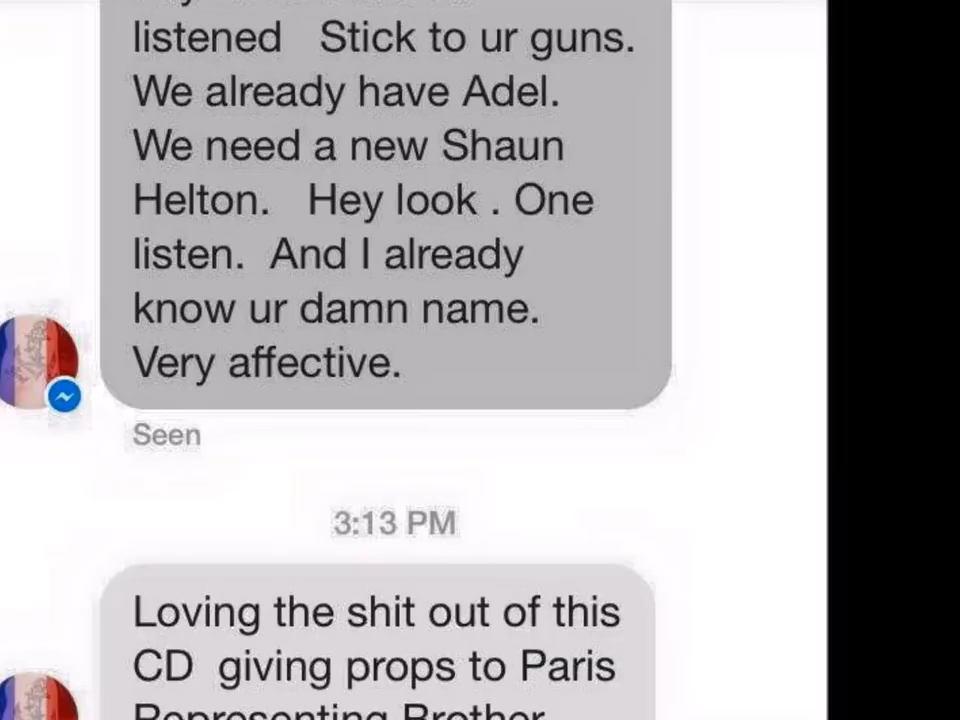 listened   Stick to ur guns.
We already have Adel.
We need a new Shaun
Helton.   Hey look . One
listen.  And I already
know ur damn name.
Very affective.
Seen
3:13 PM
Loving the shit out of this
CD  giving props to Paris
Representing Brother